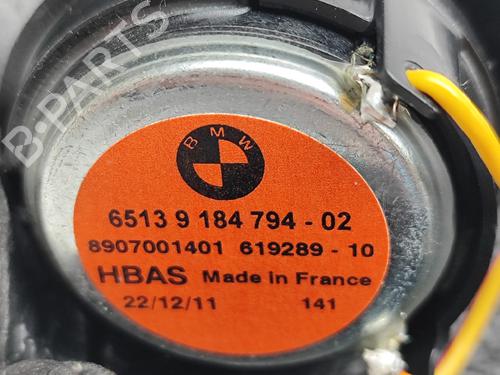 B-PARTS
BMW
6513 9 184 794 - 02
8907001401 619289 - 10
HBAS Made in France
22/12/11 141